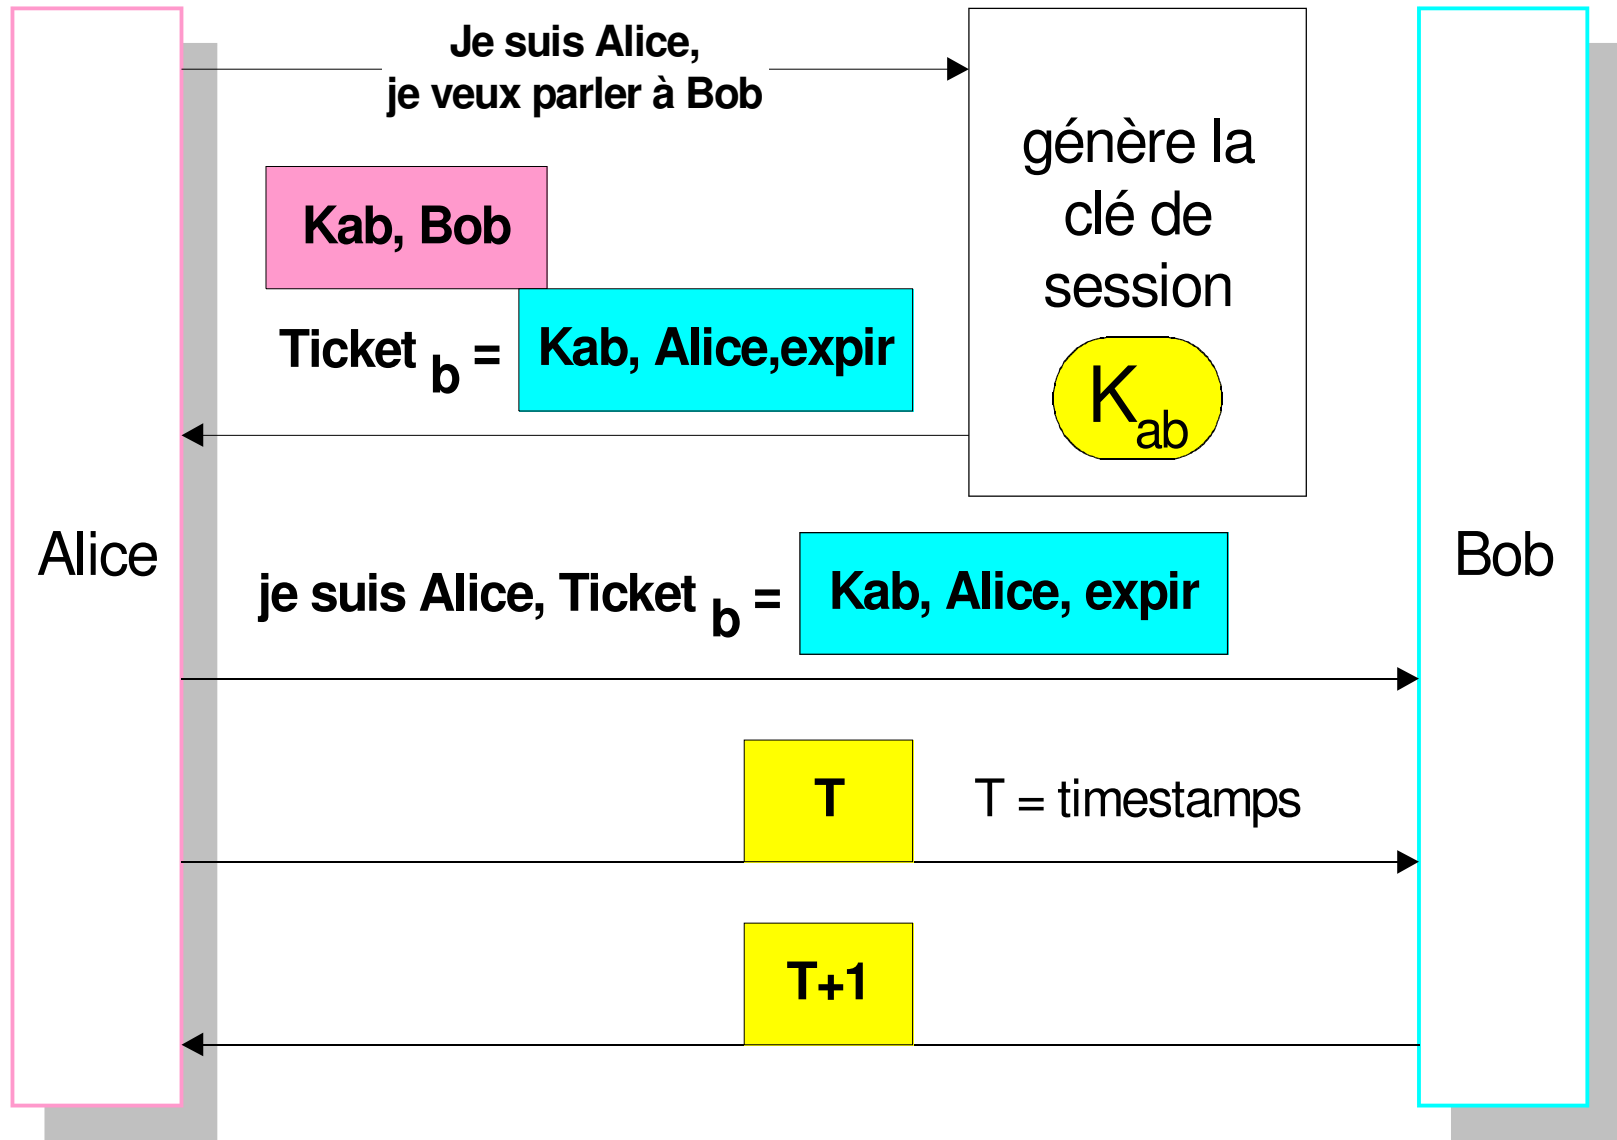 Je suis Alice,
je veux parler à Bob
génère la
clé de
session
Kab
Kab, Bob
Ticket b = Kab, Alice,expir
Alice
Bob
je suis Alice, Ticket b = Kab, Alice, expir
T
T = timestamps
T+1